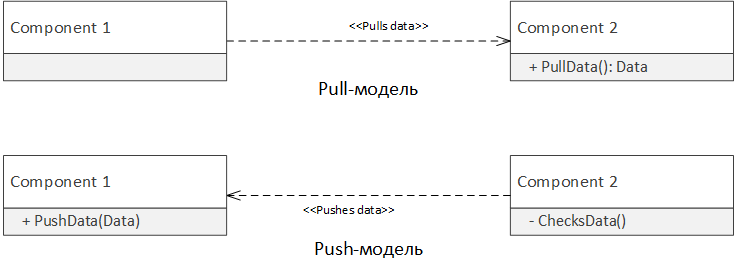 Component 1
<<Pulls data>>
Component 2
+ PullData(): Data
Pull-модель
Component 1
Component 2
<<Pushes data>>
+ PushData(Data)
- ChecksData()
Push-модель